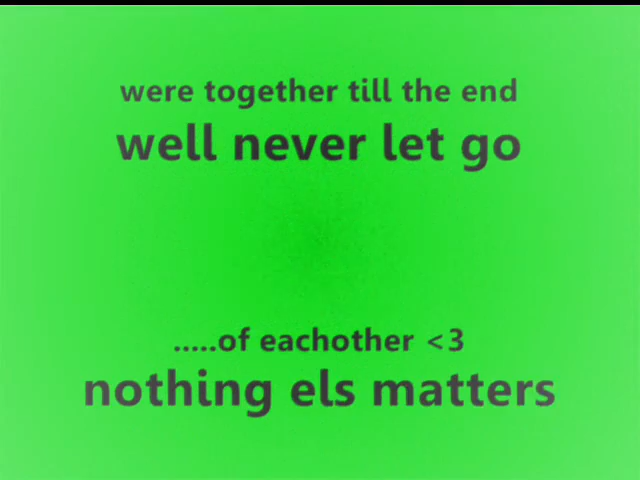 were together till the end
well never let go
.....of eachother <3
nothing els matters